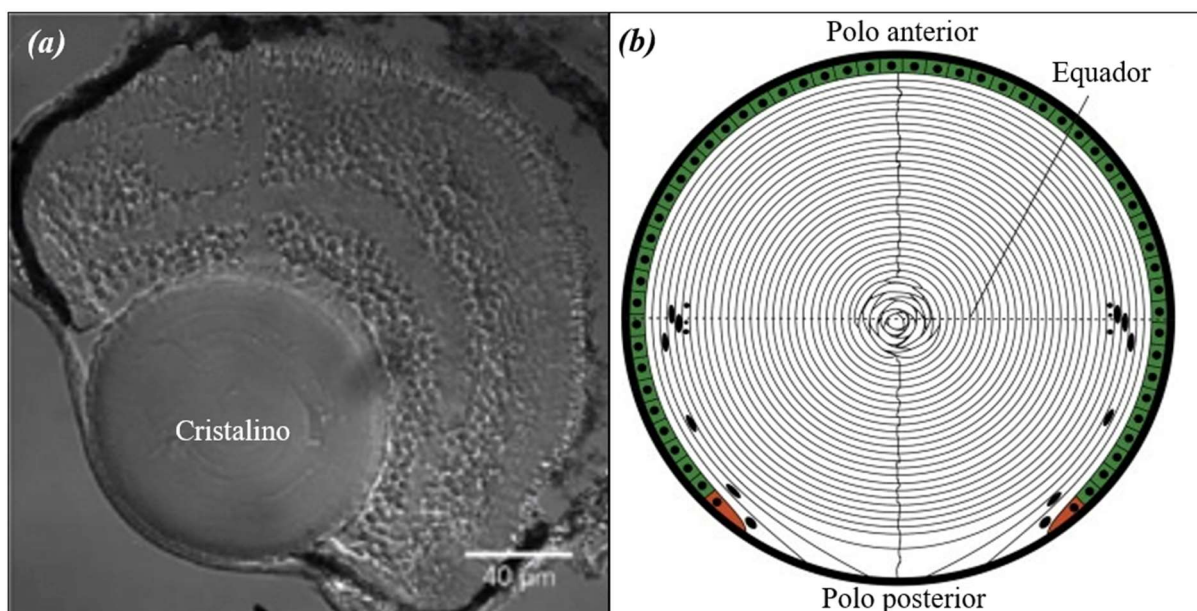 (a)
Cristalino
40 µm
(b)
Polo anterior
Equador
Polo posterior